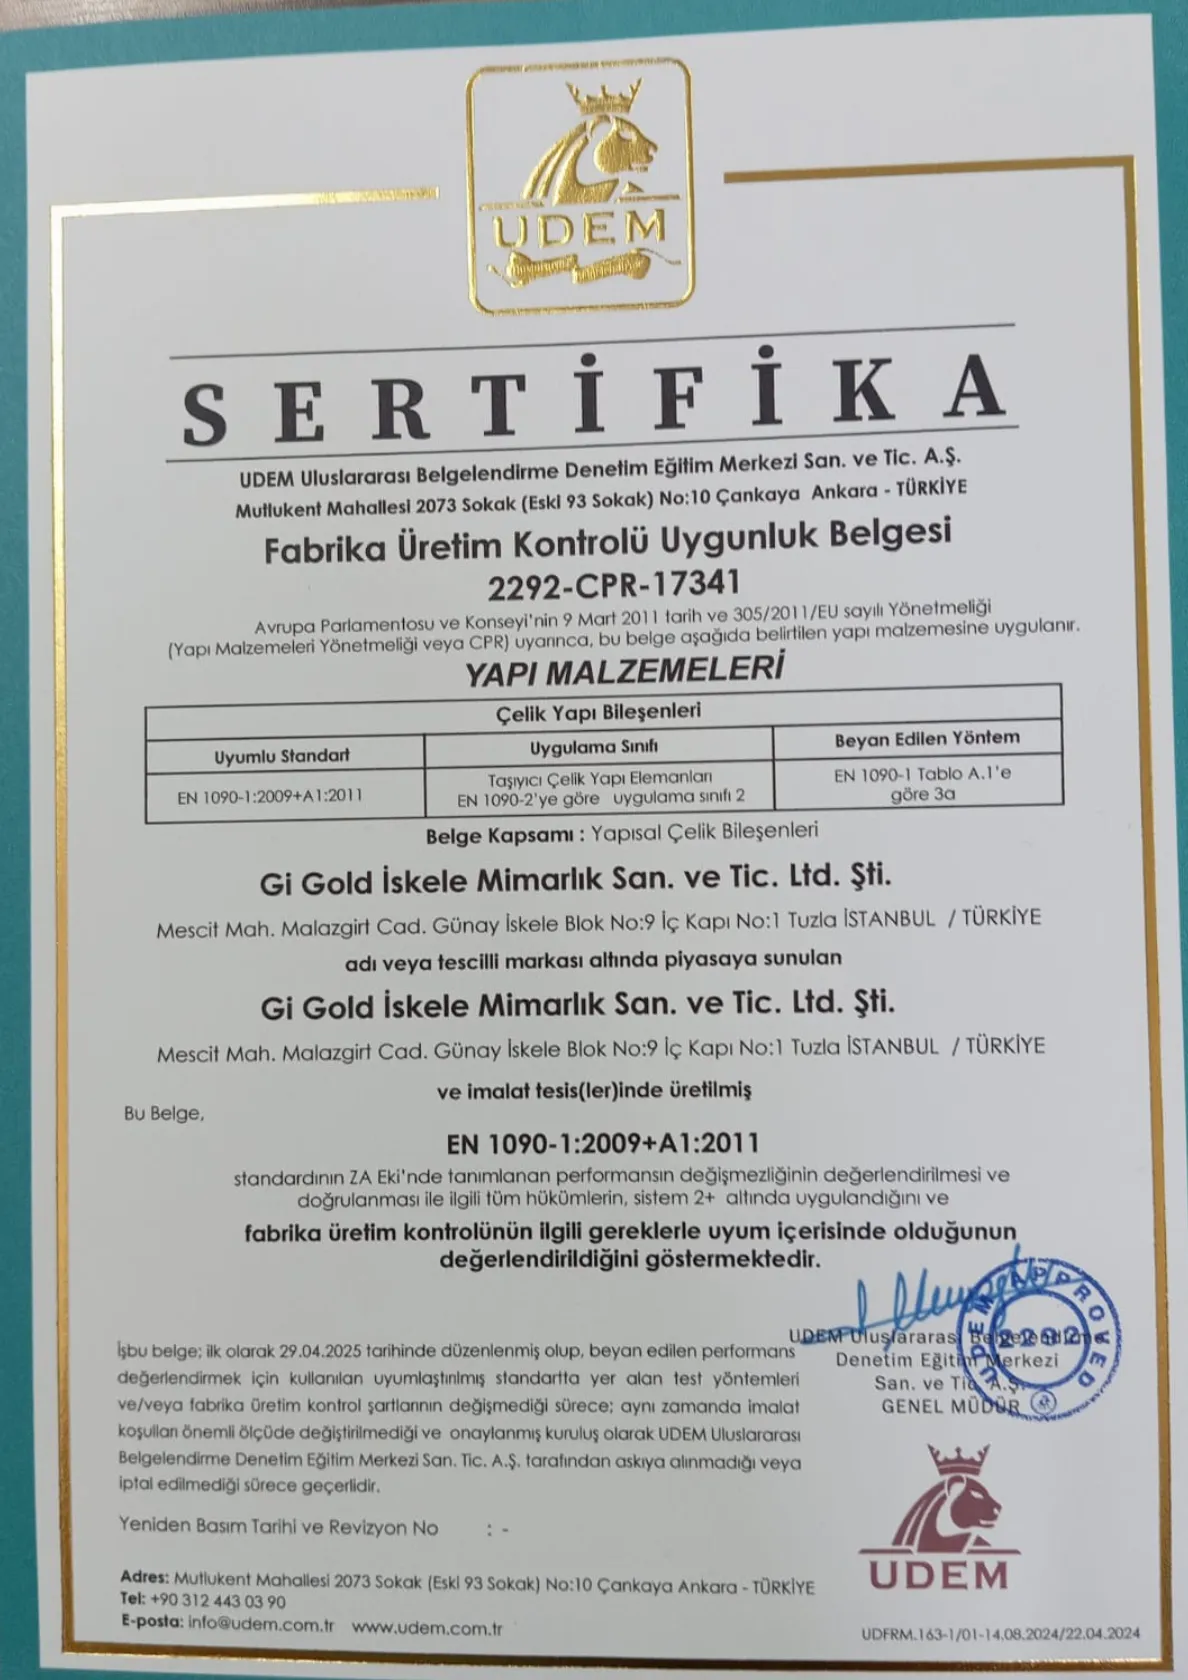 UDEM
SERTİFİKA
UDEM Uluslararası Belgelendirme Denetim Eğitim Merkezi San. ve Tic. A.Ş.
Mutlukent Mahallesi 2073 Sokak (Eski 93 Sokak) No:10 Çankaya Ankara - TÜRKİYE
Fabrika Üretim Kontrolü Uygunluk Belgesi
2292-CPR-17341
Avrupa Parlamentosu ve Konseyi'nin 9 Mart 2011 tarih ve 305/2011/EU sayılı Yönetmeliği
(Yapı Malzemeleri Yönetmeliği veya CPR) uyarınca, bu belge aşağıda belirtilen yapı malzemesine uygulanır.
YAPI MALZEMELERİ
Çelik Yapı Bileşenleri
Uyumlu Standart Uygulama Sınıfı Beyan Edilen Yöntem
EN 1090-1:2009+A1:2011
Taşıyıcı Çelik Yapı Elemanları
EN 1090-2'ye göre uygulama sınıfı 2
EN 1090-1 Tablo A.1'e
göre 3a
Belge Kapsamı : Yapısal Çelik Bileşenleri
Gi Gold İskele Mimarlık San. ve Tic. Ltd. Şti.
Mescit Mah. Malazgirt Cad. Günay İskele Blok No:9 İç Kapı No:1 Tuzla İSTANBUL / TÜRKİYE
adı veya tescilli markası altında piyasaya sunulan
Gi Gold İskele Mimarlık San. ve Tic. Ltd. Şti.
Mescit Mah. Malazgirt Cad. Günay İskele Blok No:9 İç Kapı No:1 Tuzla İSTANBUL / TÜRKİYE
ve imalat tesis(ler)inde üretilmiş
Bu Belge,
EN 1090-1:2009+A1:2011
standardının ZA Eki'nde tanımlanan performansın değişmezliğinin değerlendirilmesi ve
doğrulanması ile ilgili tüm hükümlerin, sistem 2+ altında uygulandığını ve
fabrika üretim kontrolünün ilgili gereklerle uyum içerisinde olduğunun
değerlendirildiğini göstermektedir.
UDEM Uluslararası Belgelendirme
Denetim Eğitim Merkezi
San. ve Tic. A.Ş.
GENEL MÜDÜR
UDEM APPROVED
2292
İşbu belge; ilk olarak 29.04.2025 tarihinde düzenlenmiş olup, beyan edilen performans
değerlendirmek için kullanılan uyumlaştırılmış standartta yer alan test yöntemleri
ve/veya fabrika üretim kontrol şartlarının değişmediği sürece; aynı zamanda imalat
koşulları önemli ölçüde değiştirilmediği ve onaylanmış kuruluş olarak UDEM Uluslararası
Belgelendirme Denetim Eğitim Merkezi San. Tic. A.Ş. tarafından askıya alınmadığı veya
iptal edilmediği sürece geçerlidir.
Yeniden Basım Tarihi ve Revizyon No : -
UDEM
Adres: Mutlukent Mahallesi 2073 Sokak (Eski 93 Sokak) No:10 Çankaya Ankara - TÜRKİYE
Tel: +90 312 443 03 90
E-posta: info@udem.com.tr www.udem.com.tr
UDFRM.163-1/01-14.08.2024/22.04.2024